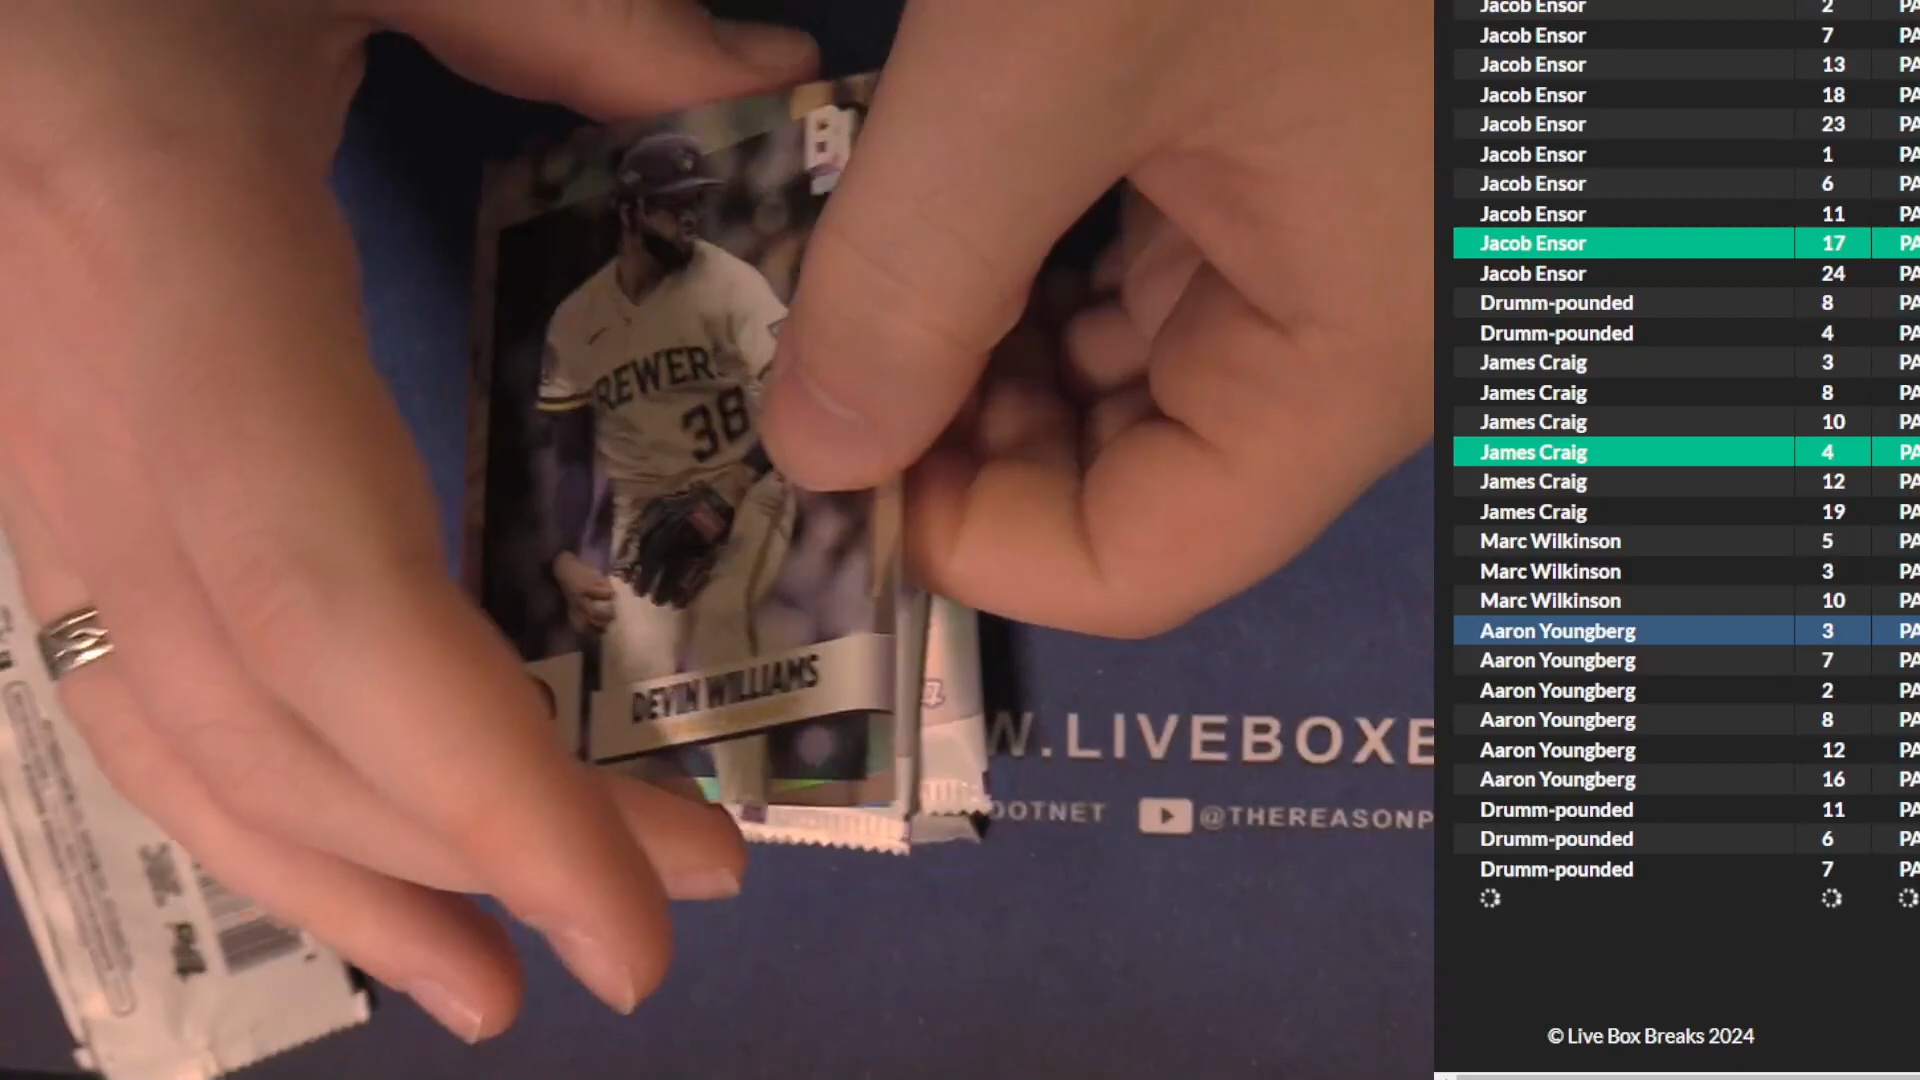 REWERS
38
DEVIN WILLIAMS
W.LIVEBOXE
DOTNET
@THEREASONP
Jacob Ensor 2 PA
Jacob Ensor 7 PA
Jacob Ensor 13 PA
Jacob Ensor 18 PA
Jacob Ensor 23 PA
Jacob Ensor 1 PA
Jacob Ensor 6 PA
Jacob Ensor 11 PA
Jacob Ensor 17 PA
Jacob Ensor 24 PA
Drumm-pounded 8 PA
Drumm-pounded 4 PA
James Craig 3 PA
James Craig 8 PA
James Craig 10 PA
James Craig 4 PA
James Craig 12 PA
James Craig 19 PA
Marc Wilkinson 5 PA
Marc Wilkinson 3 PA
Marc Wilkinson 10 PA
Aaron Youngberg 3 PA
Aaron Youngberg 7 PA
Aaron Youngberg 2 PA
Aaron Youngberg 8 PA
Aaron Youngberg 12 PA
Aaron Youngberg 16 PA
Drumm-pounded 11 PA
Drumm-pounded 6 PA
Drumm-pounded 7 PA
© Live Box Breaks 2024